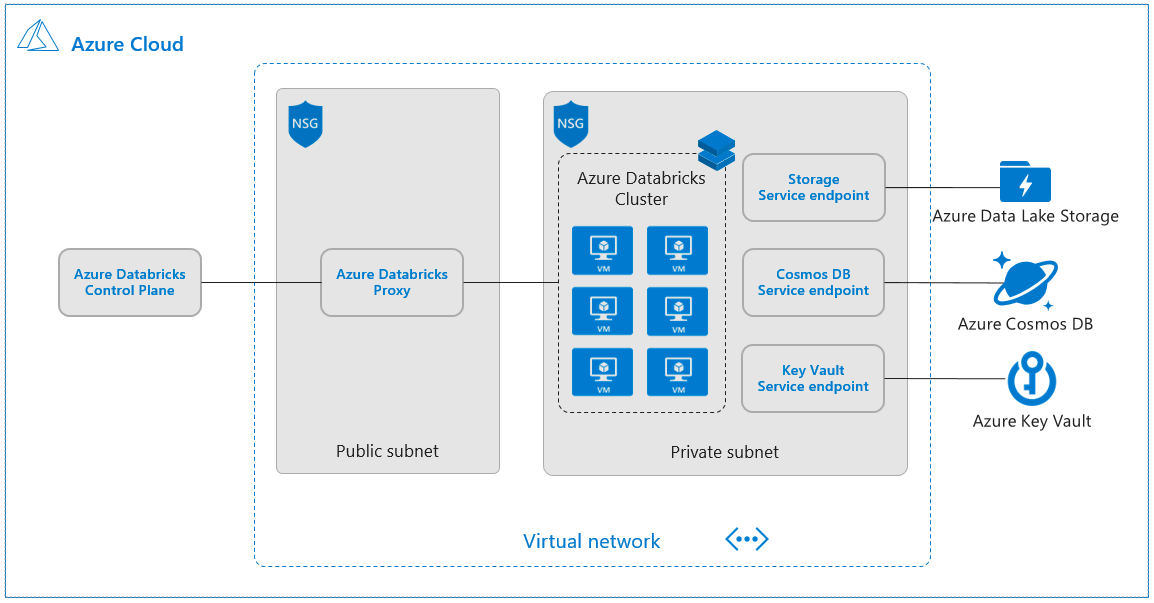 Azure Cloud
NSG
NSG
Azure Databricks
Cluster
Storage
Service endpoint
Azure Data Lake Storage
VM
VM
Azure Databricks
Control Plane
Azure Databricks
Proxy
Cosmos DB
Service endpoint
Azure Cosmos DB
VM
VM
Key Vault
Service endpoint
Azure Key Vault
VM
VM
Public subnet
Private subnet
Virtual network